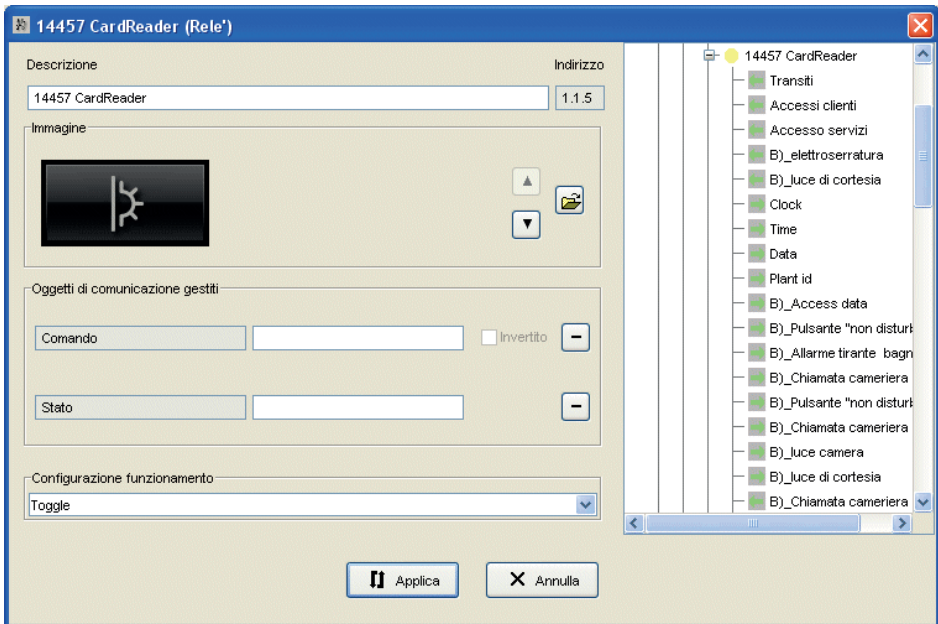 14457 CardReader (Rele')
Descrizione
Indirizzo
14457 CardReader
1.1.5
Immagine
Oggetti di comunicazione gestiti
Comando
Invertito
Stato
Configurazione funzionamento
Toggle
Applica
Annulla
14457 CardReader
Transiti
Accessi clienti
Accesso servizi
B)_elettroserratura
B)_luce di cortesia
Clock
Time
Data
Plant id
B)_Access data
B)_Pulsante "non disturb
B)_Allarme tirante bagn
B)_Chiamata cameriera
B)_Pulsante "non disturb
B)_Chiamata cameriera
B)_luce camera
B)_luce di cortesia
B)_Chiamata cameriera